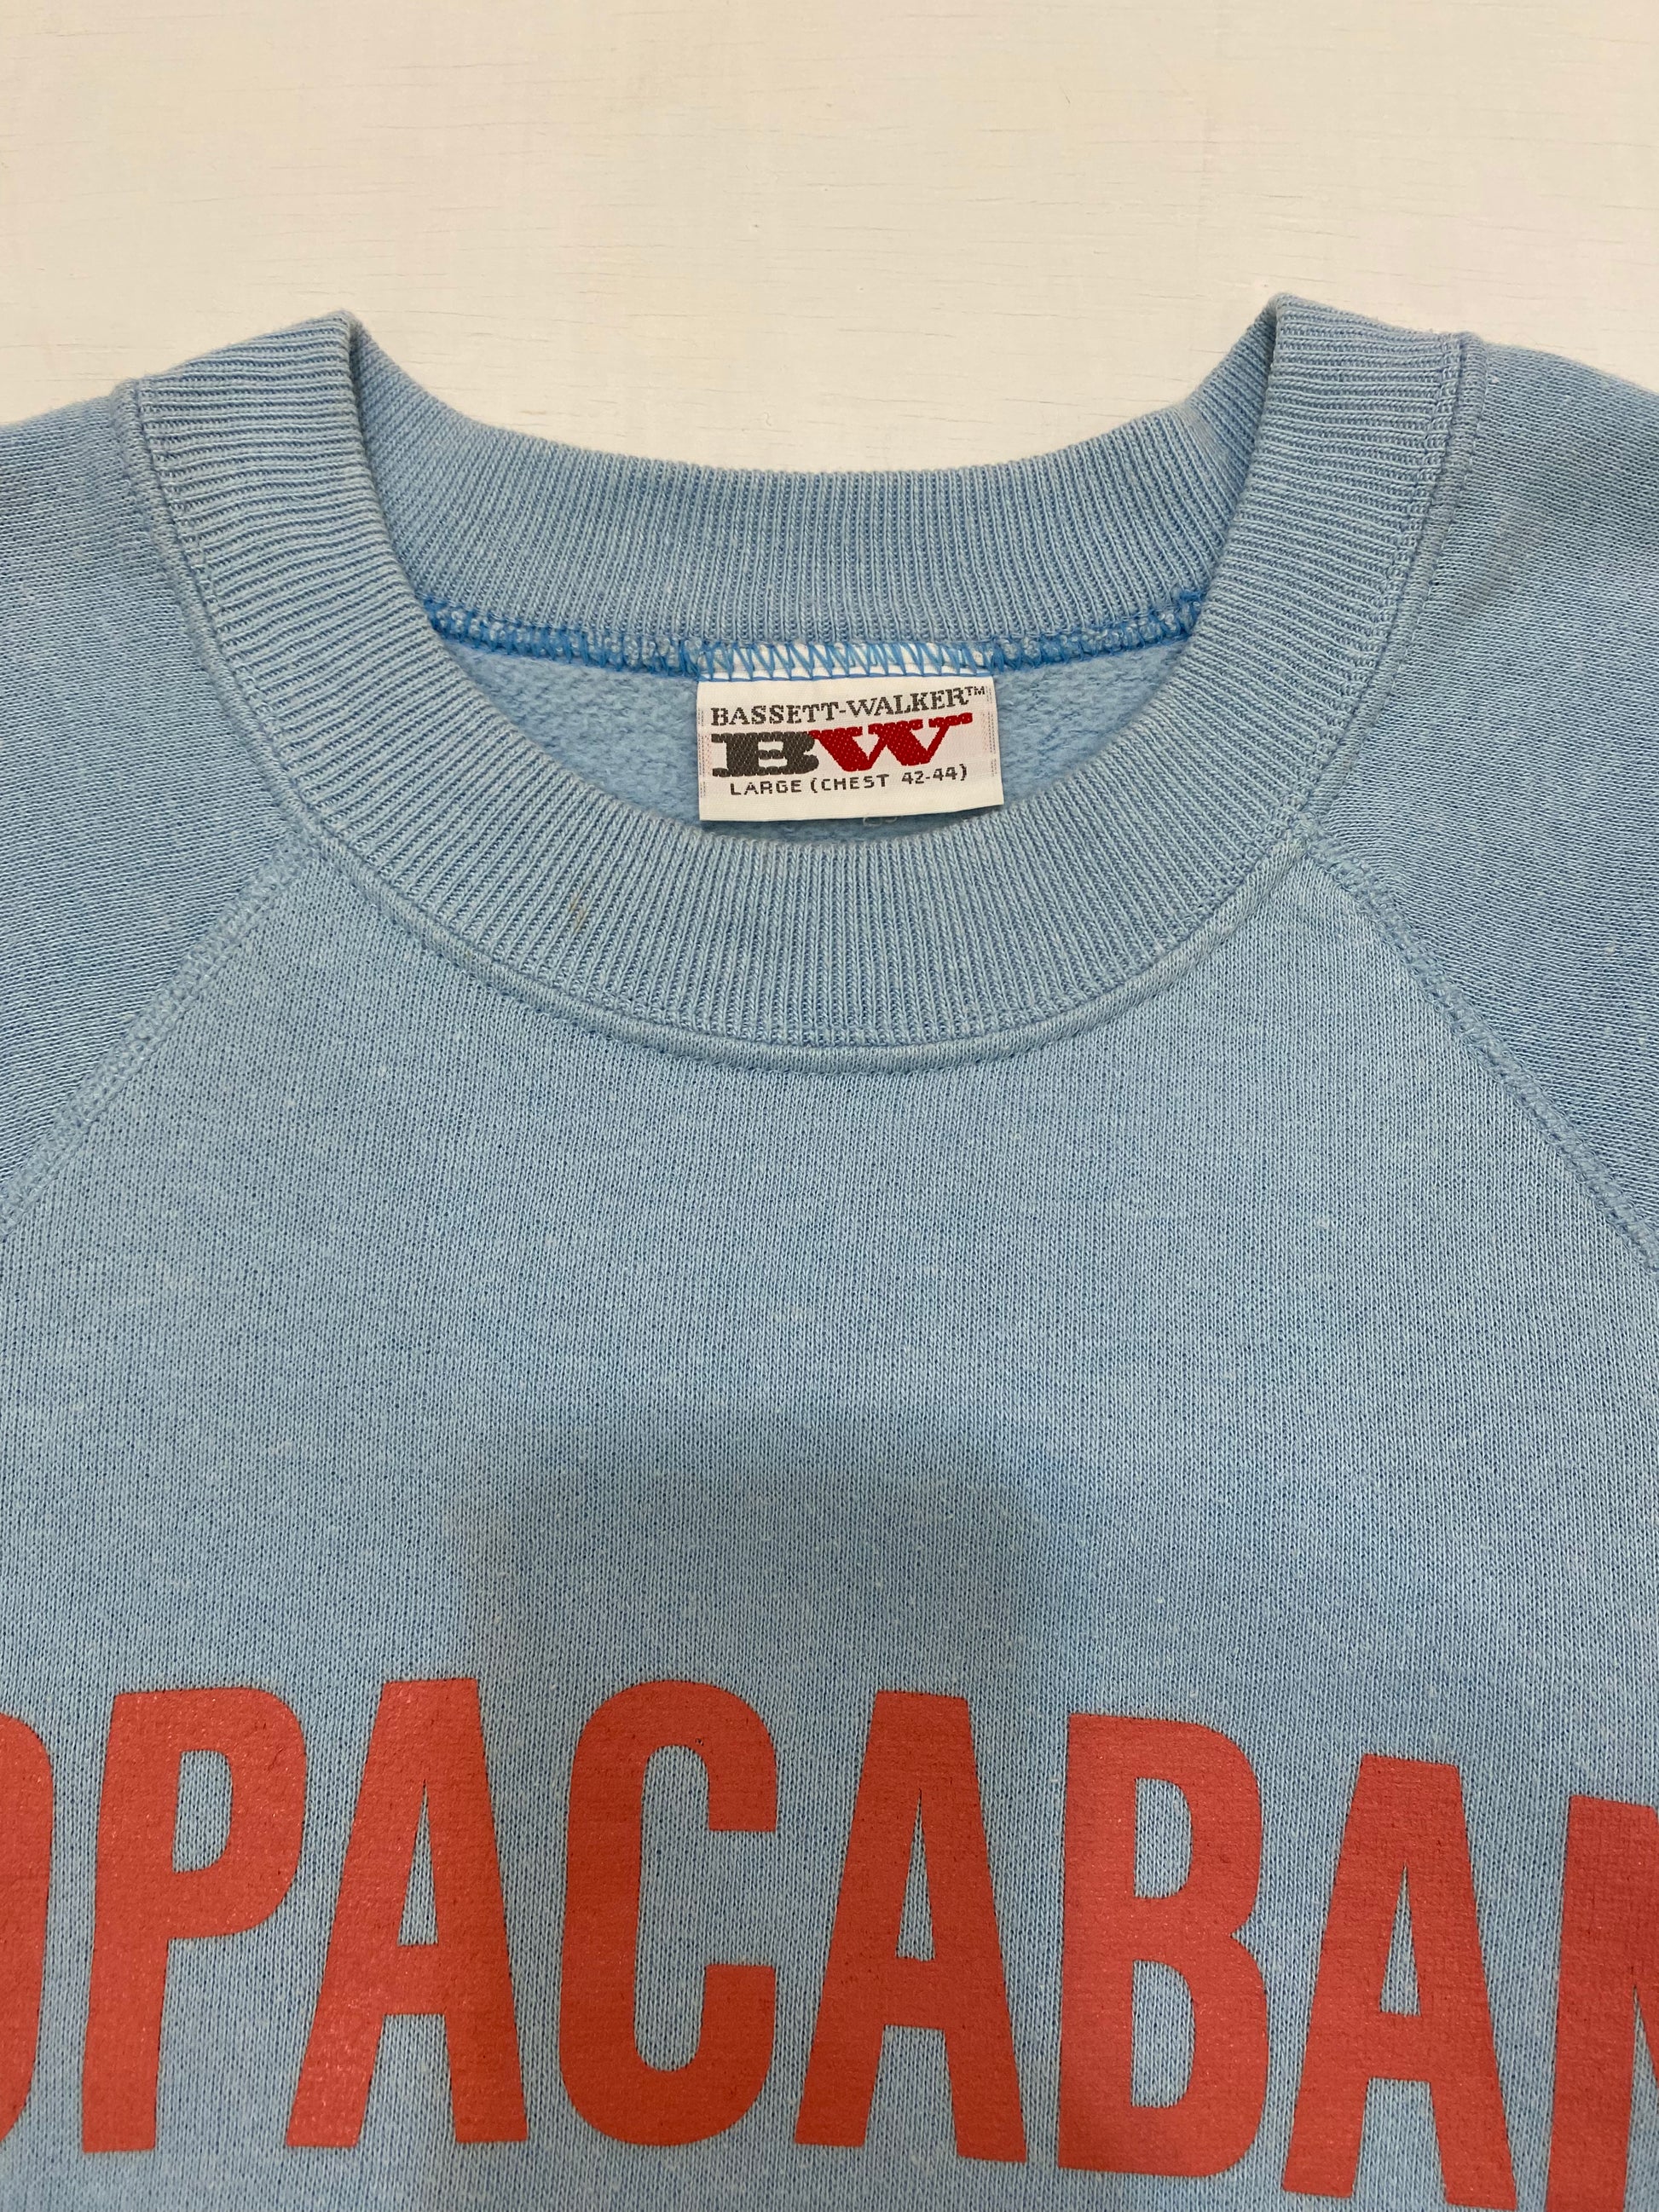 BASSETT-WALKER™
BW
LARGE (CHEST 42-44)
OPACABAN